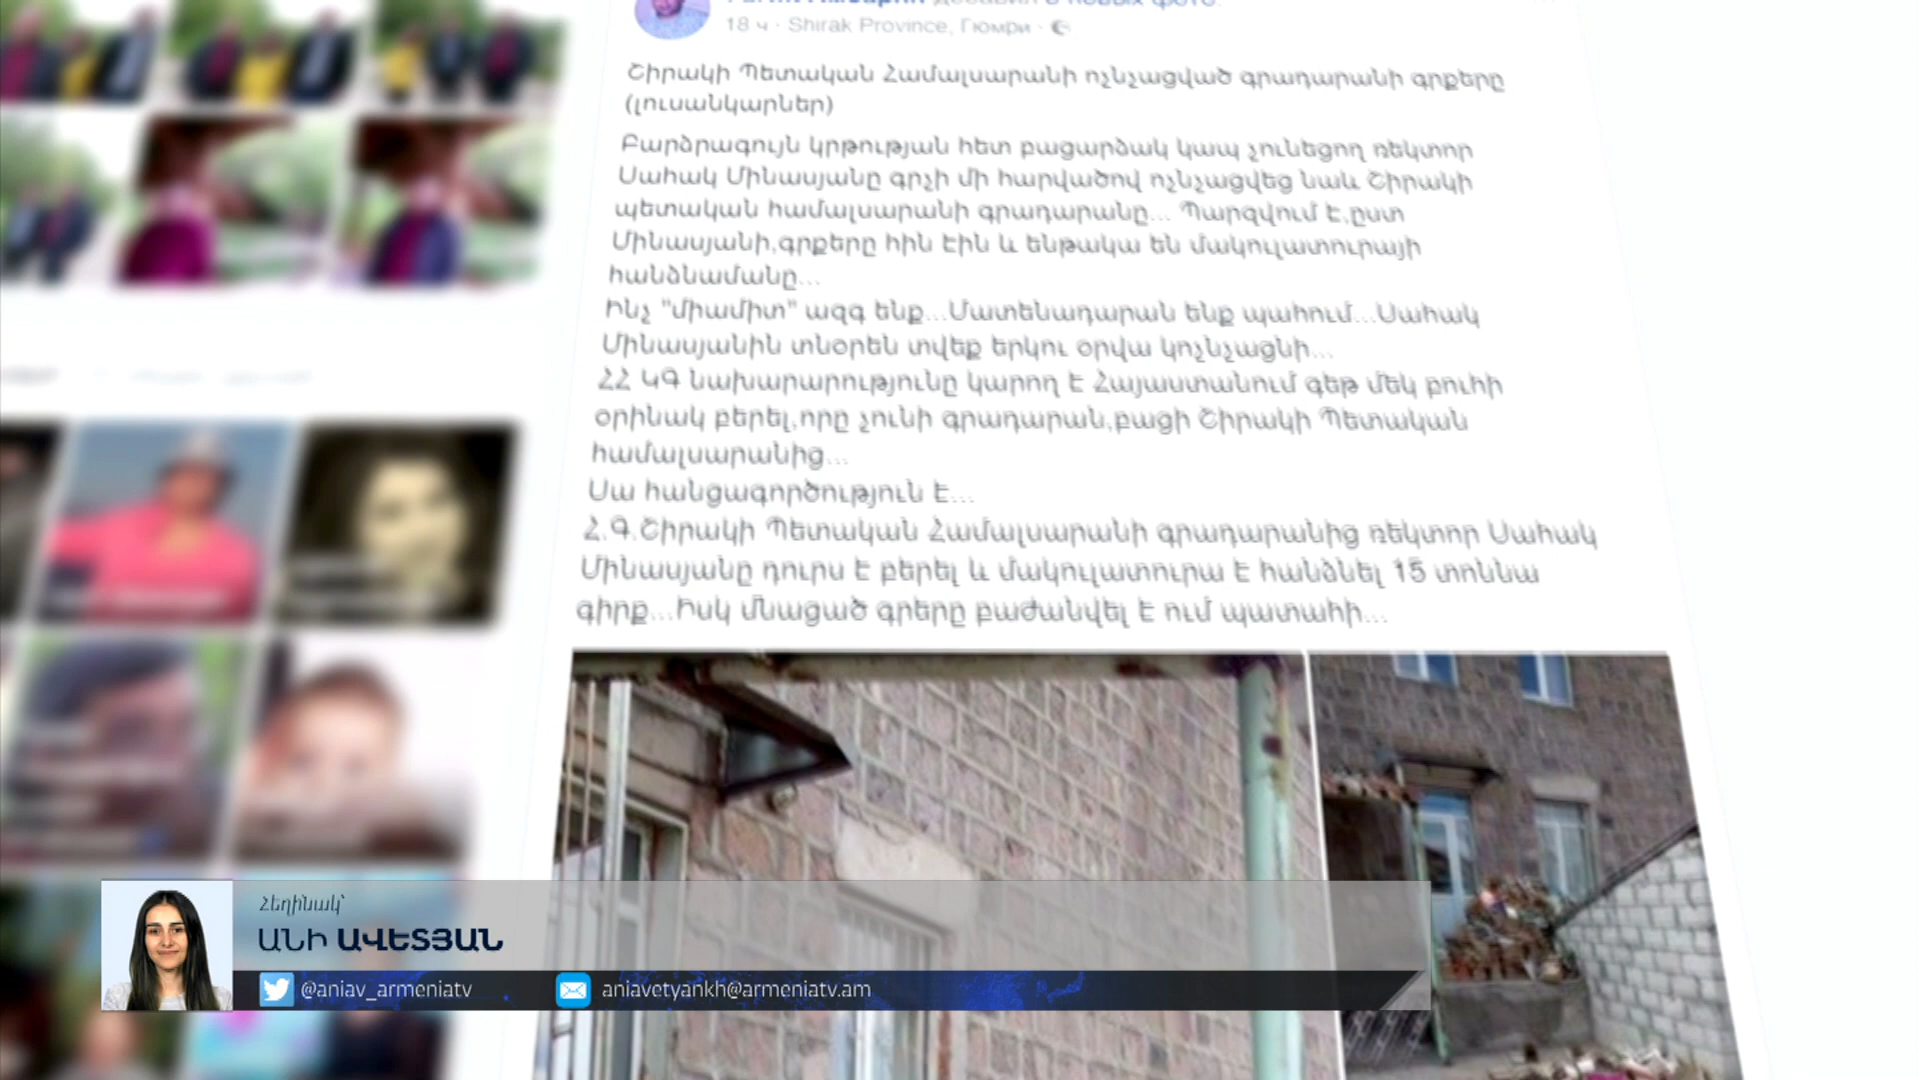 18 ч · Shirak Province, Гюмри ·
Շիրակի Պետական Համալսարանի ոչնչացված գրադարանի գրքերը
(լուսանկարներ)
Բարձրագույն կրթության հետ բացարձակ կապ չունեցող ռեկտոր
Սահակ Մինասյանը գրչի մի հարվածով ոչնչացվեց նաև Շիրակի
պետական համալսարանի գրադարանը... Պարզվում է,ըստ
Մինասյանի,գրքերը հին էին և ենթակա են մակուլատուրայի
հանձնամանը...
Ինչ "միամիտ" ազգ ենք...Մատենադարան ենք պահում...Սահակ
Մինասյանին տնօրեն տվեք երկու օրվա կոչնչացնի...
ՀՀ ԿԳ նախարարությունը կարող է Հայաստանում գեթ մեկ բուհի
օրինակ բերել,որը չունի գրադարան,բացի Շիրակի Պետական
համալսարանից...
Սա հանցագործություն է...
Հ.Գ.Շիրակի Պետական Համալսարանի գրադարանից ռեկտոր Սահակ
Մինասյանը դուրս է բերել և մակուլատուրա է հանձնել 15 տոննա
գիրք...Իսկ մնացած գրերը բաժանվել է ում պատահի...
Հեղինակ՝
ԱՆԻ ԱՎԵՏՅԱՆ
@aniav_armeniatv aniavetyankh@armeniatv.am